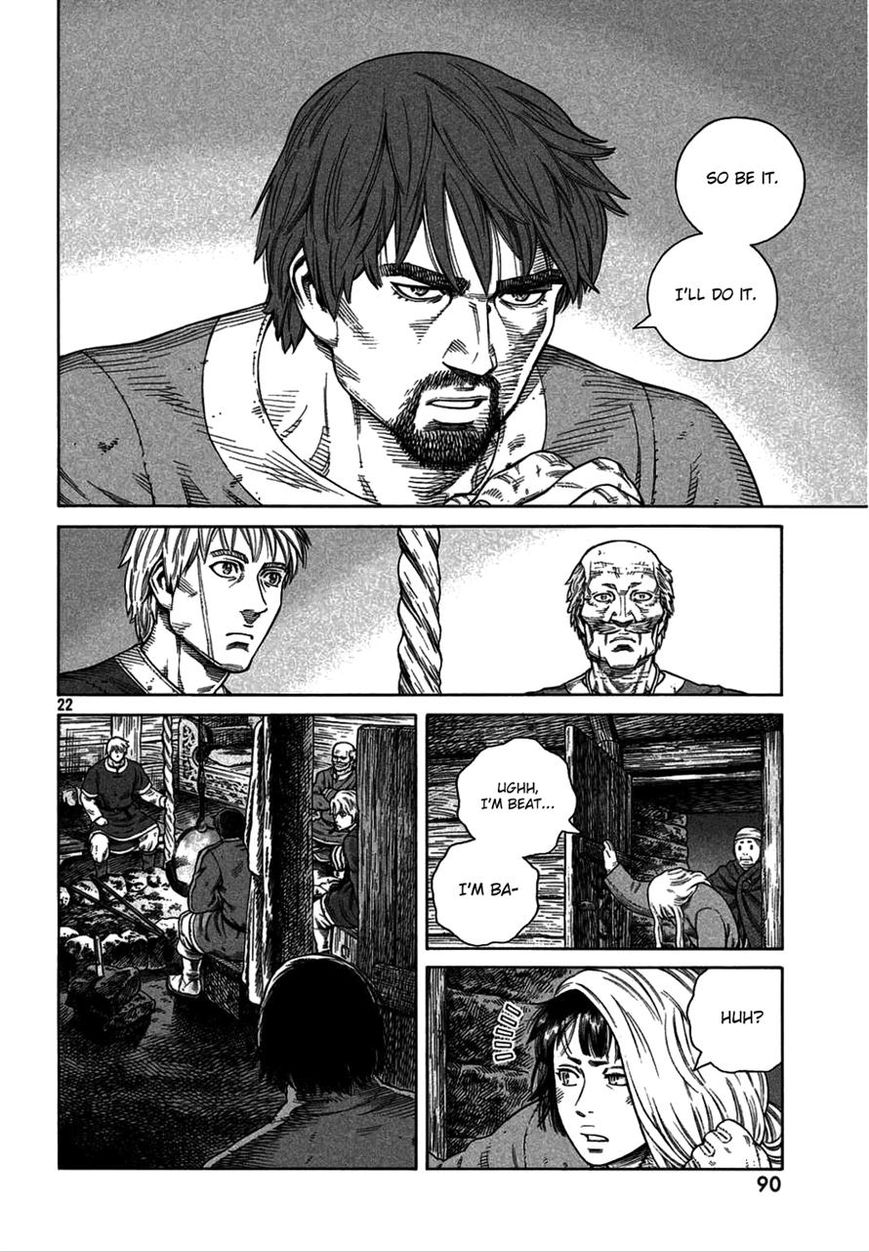 SO BE IT.
I'LL DO IT.
22
UGHH,
I'M BEAT...
I'M BA-
HUH?
90